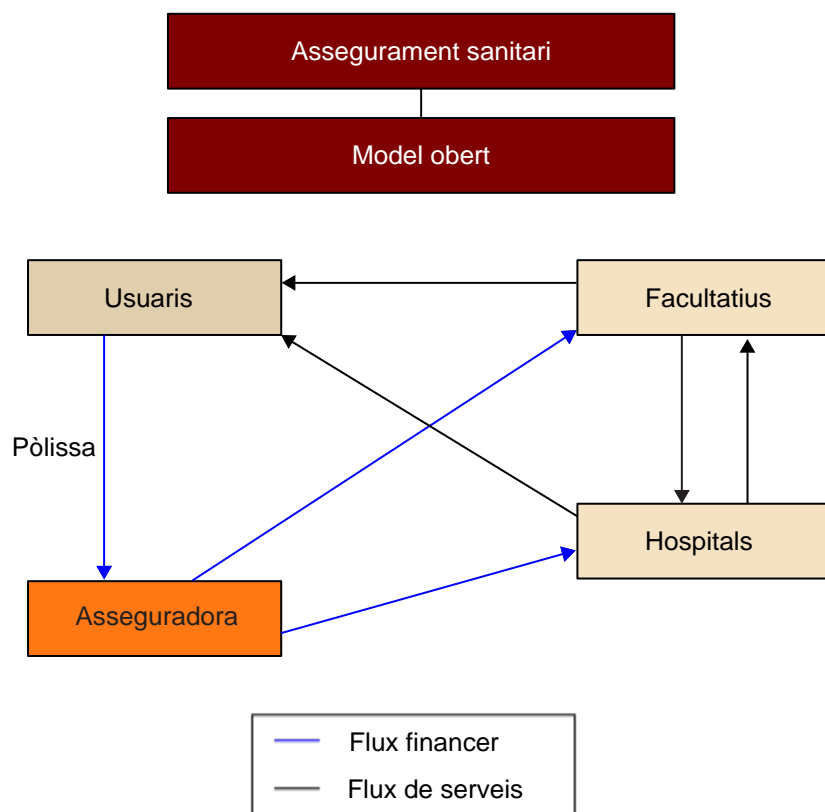 Assegurament sanitari
Model obert
Usuaris
Facultatius
Pòlissa
Hospitals
Asseguradora
Flux financer
Flux de serveis